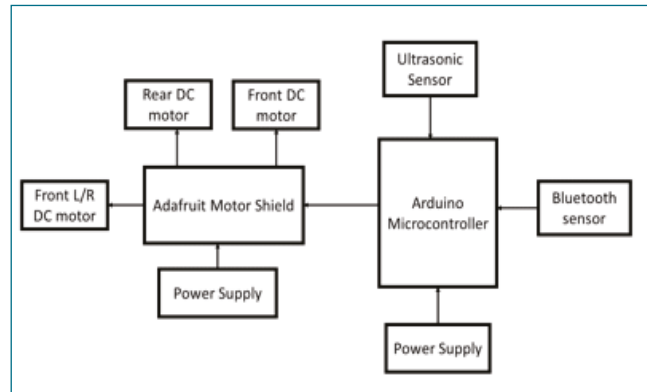 Ultrasonic
Sensor
Rear DC
motor
Front DC
motor
Front L/R
DC motor
Adafruit Motor Shield
Arduino
Microcontroller
Bluetooth
sensor
Power Supply
Power Supply